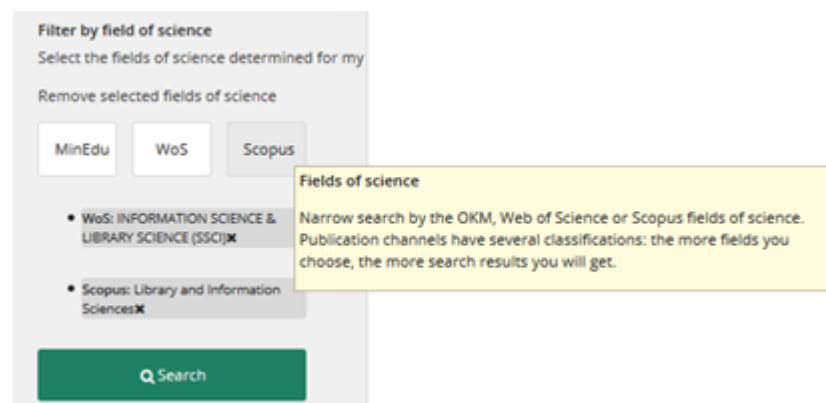 Filter by field of science
Select the fields of science determined for my
Remove selected fields of science
MinEdu
WoS
Scopus
Fields of science
Narrow search by the OKM, Web of Science or Scopus fields of science.
Publication channels have several classifications: the more fields you
choose, the more search results you will get.
• WoS: INFORMATION SCIENCE &
LIBRARY SCIENCE (SSCI)✖
• Scopus: Library and Information
Sciences✖
Search